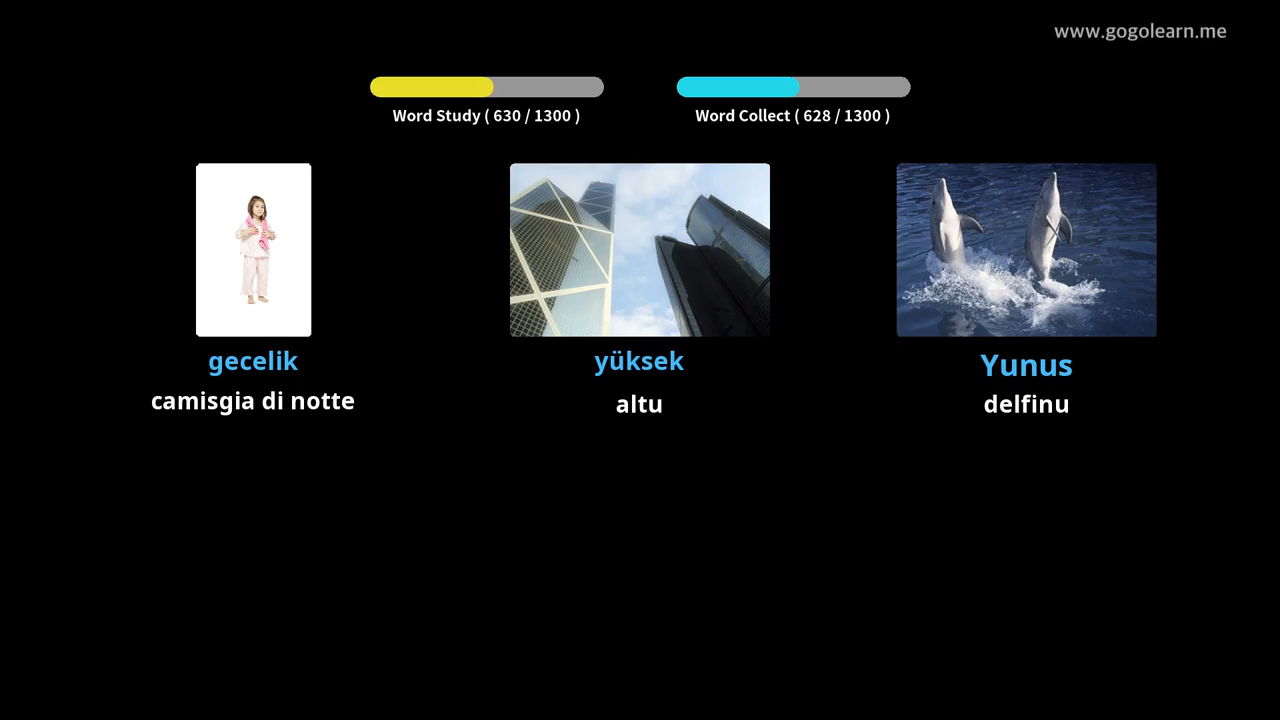 www.gogolearn.me
Word Study ( 630 / 1300 )
Word Collect ( 628 / 1300 )
gecelik
camisgia di notte
yüksek
altu
Yunus
delfinu